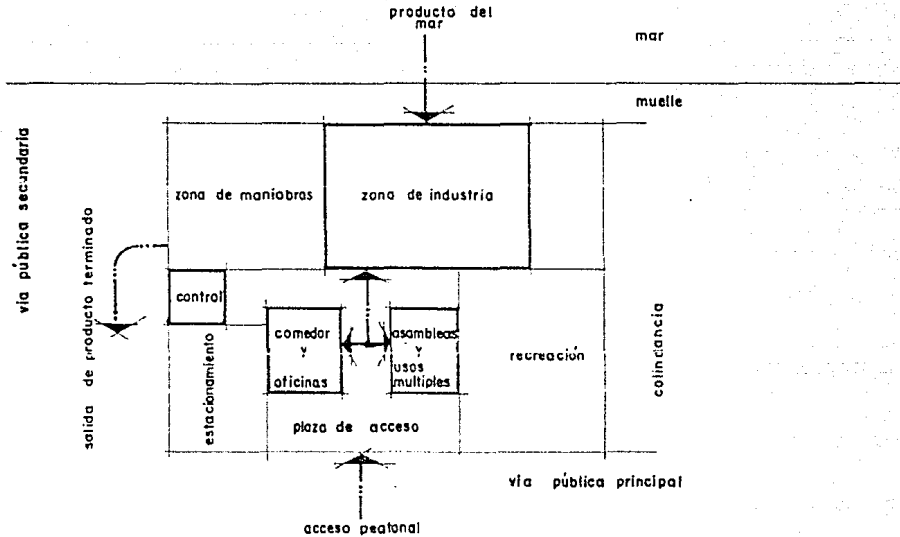 producto del
mar
mar
muelle
vía pública secundaria
salida de producto terminado
zona de maniobras
zona de industria
control
estacionamiento
comedor
y
oficinas
asambleas
y
usos
multiples
recreación
colindancia
plaza de acceso
vía pública principal
acceso peatonal